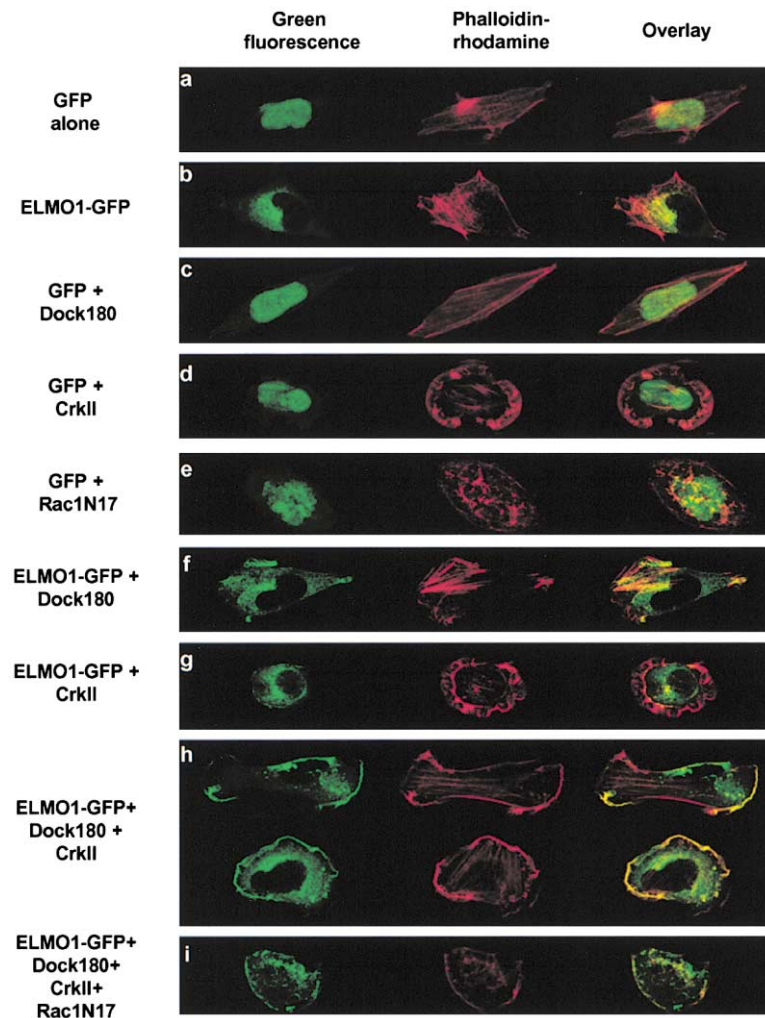 Green
fluorescence
Phalloidin-
rhodamine
Overlay
GFP
alone
a
ELMO1-GFP
b
GFP +
Dock180
c
GFP +
CrkII
d
GFP +
Rac1N17
e
ELMO1-GFP +
Dock180
f
ELMO1-GFP +
CrkII
g
ELMO1-GFP+
Dock180 +
CrkII
h
ELMO1-GFP+
Dock180+
CrkII+
Rac1N17
i